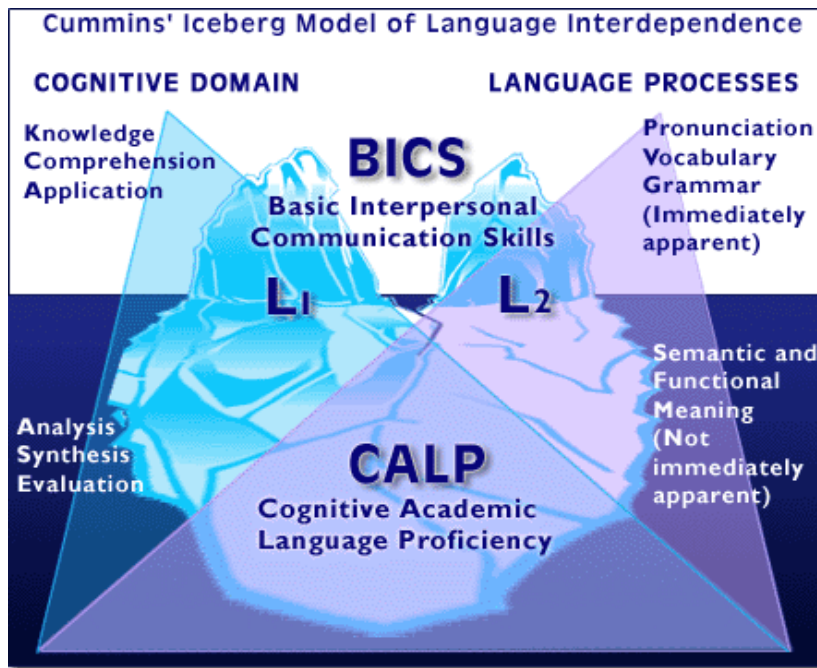 Cummins' Iceberg Model of Language Interdependence
COGNITIVE DOMAIN
LANGUAGE PROCESSES
Knowledge
Comprehension
Application
BICS
Basic Interpersonal
Communication Skills
Pronunciation
Vocabulary
Grammar
(Immediately
apparent)
L1
L2
Analysis
Synthesis
Evaluation
CALP
Cognitive Academic
Language Proficiency
Semantic and
Functional
Meaning
(Not
immediately
apparent)